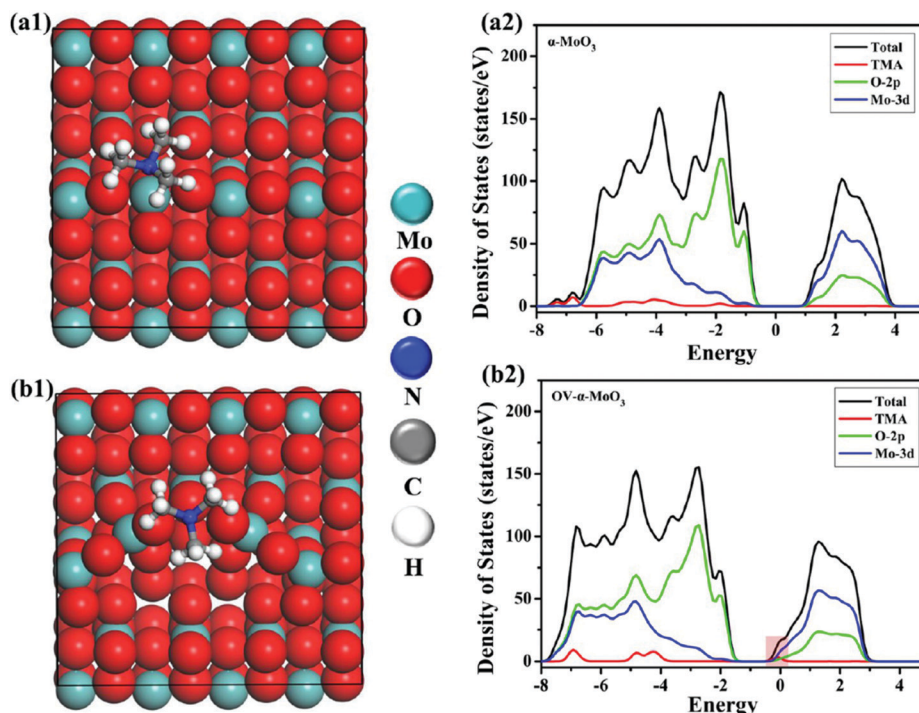 (a1)
(a2)
α-MoO₃
Total
TMA
O-2p
Mo-3d
Density of States (states/eV)
200
150
100
50
0
-8 -6 -4 -2 0 2 4
Energy
Mo
O
N
C
H
(b1)
(b2)
OV-α-MoO₃
Total
TMA
O-2p
Mo-3d
Density of States (states/eV)
200
150
100
50
0
-8 -6 -4 -2 0 2 4
Energy